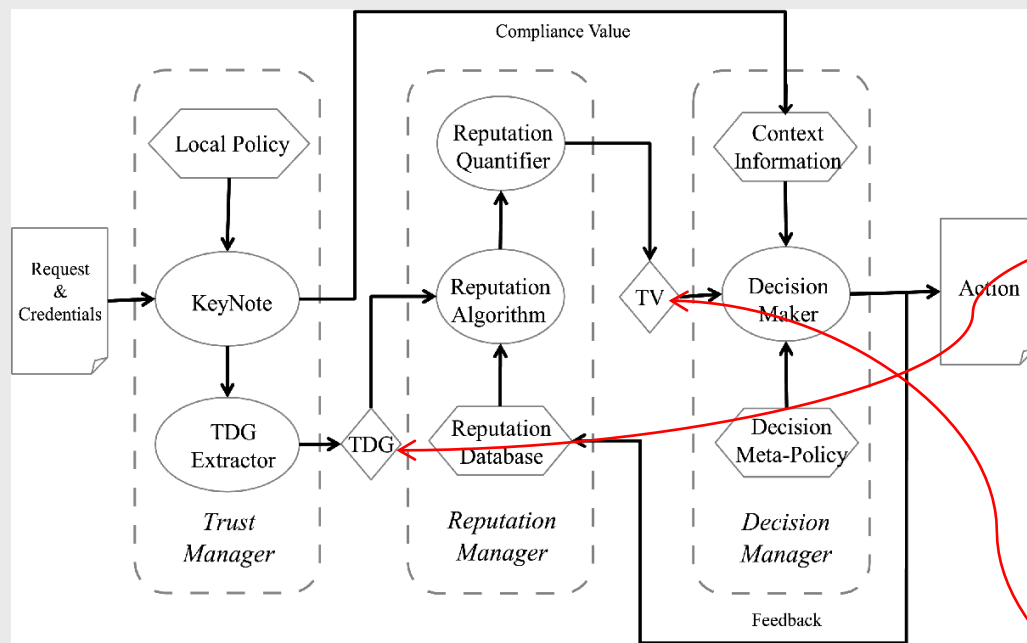 Compliance Value
Local Policy
Reputation
Quantifier
Context
Information
Request
&
Credentials
KeyNote
Reputation
Algorithm
TV
Decision
Maker
Action
TDG
Extractor
TDG
Reputation
Database
Decision
Meta-Policy
Trust
Manager
Reputation
Manager
Decision
Manager
Feedback